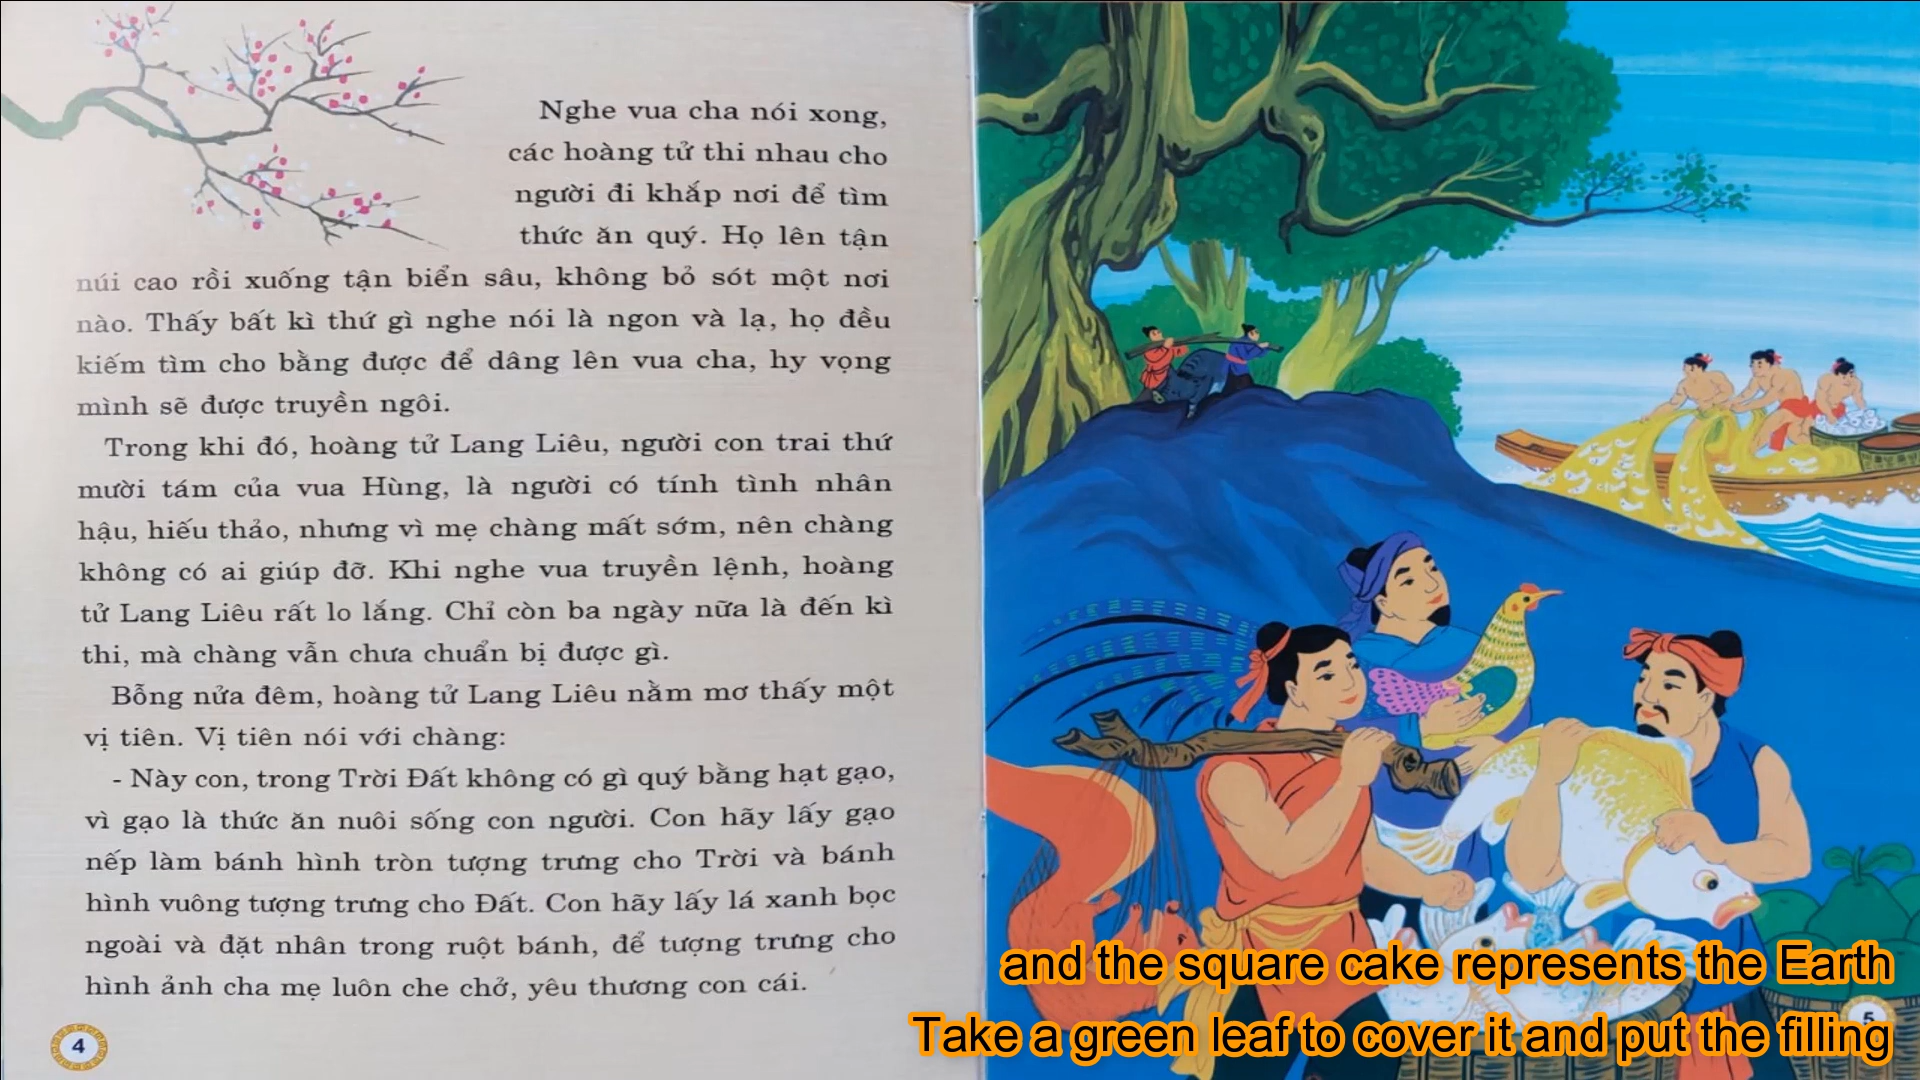 Nghe vua cha nói xong,
các hoàng tử thi nhau cho
người đi khắp nơi để tìm
thức ăn quý. Họ lên tận
núi cao rồi xuống tận biển sâu, không bỏ sót một nơi
nào. Thấy bất kì thứ gì nghe nói là ngon và lạ, họ đều
kiếm tìm cho bằng được để dâng lên vua cha, hy vọng
mình sẽ được truyền ngôi.
Trong khi đó, hoàng tử Lang Liêu, người con trai thứ
mười tám của vua Hùng, là người có tính tình nhân
hậu, hiếu thảo, nhưng vì mẹ chàng mất sớm, nên chàng
không có ai giúp đỡ. Khi nghe vua truyền lệnh, hoàng
tử Lang Liêu rất lo lắng. Chỉ còn ba ngày nữa là đến kì
thi, mà chàng vẫn chưa chuẩn bị được gì.
Bỗng nửa đêm, hoàng tử Lang Liêu nằm mơ thấy một
vị tiên. Vị tiên nói với chàng:
- Này con, trong Trời Đất không có gì quý bằng hạt gạo,
vì gạo là thức ăn nuôi sống con người. Con hãy lấy gạo
nếp làm bánh hình tròn tượng trưng cho Trời và bánh
hình vuông tượng trưng cho Đất. Con hãy lấy lá xanh bọc
ngoài và đặt nhân trong ruột bánh, để tượng trưng cho
hình ảnh cha mẹ luôn che chở, yêu thương con cái.
4
5
and the square cake represents the Earth
Take a green leaf to cover it and put the filling